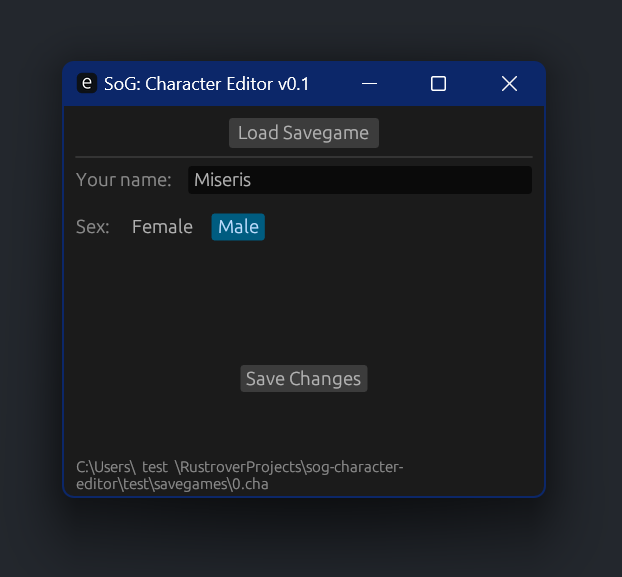 e SoG: Character Editor v0.1
Load Savegame
Your name: Miseris
Sex: Female Male
Save Changes
C:\Users\ test \RustroverProjects\sog-character-
editor\test\savegames\0.cha